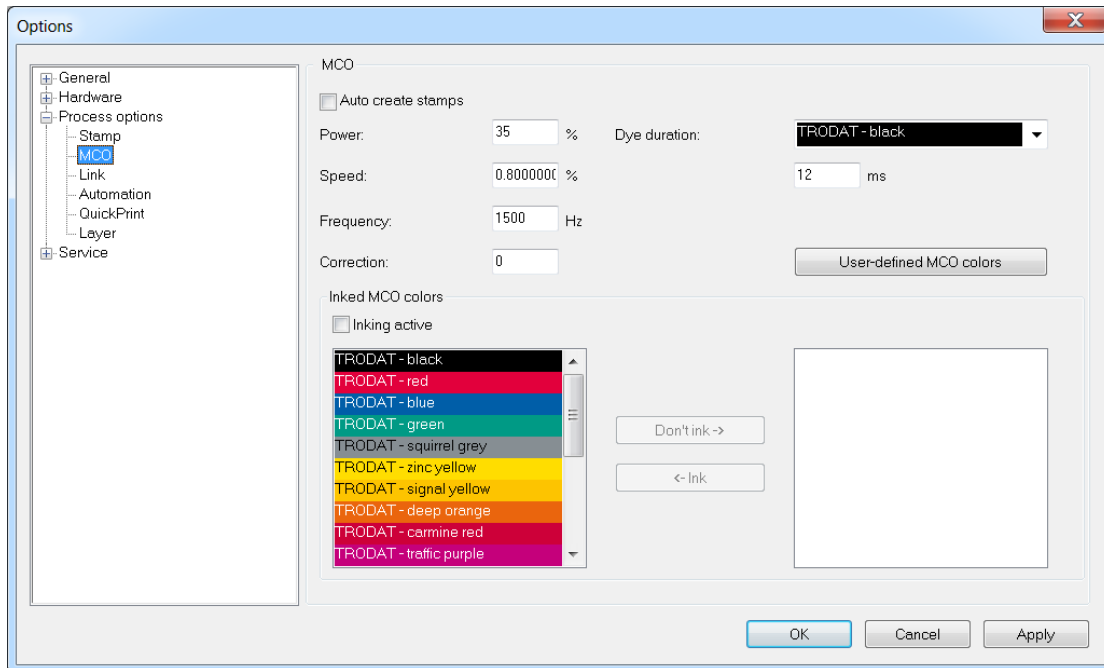 Options
General
Hardware
Process options
Stamp
MCO
Link
Automation
QuickPrint
Layer
Service
MCO
Auto create stamps
Power: 35 % Dye duration: TRODAT - black
Speed: 0.8000000 % 12 ms
Frequency: 1500 Hz
Correction: 0 User-defined MCO colors
Inked MCO colors
Inking active
TRODAT - black
TRODAT - red
TRODAT - blue
TRODAT - green
TRODAT - squirrel grey
TRODAT - zinc yellow
TRODAT - signal yellow
TRODAT - deep orange
TRODAT - carmine red
TRODAT - traffic purple
Don't ink ->
<- Ink
OK Cancel Apply